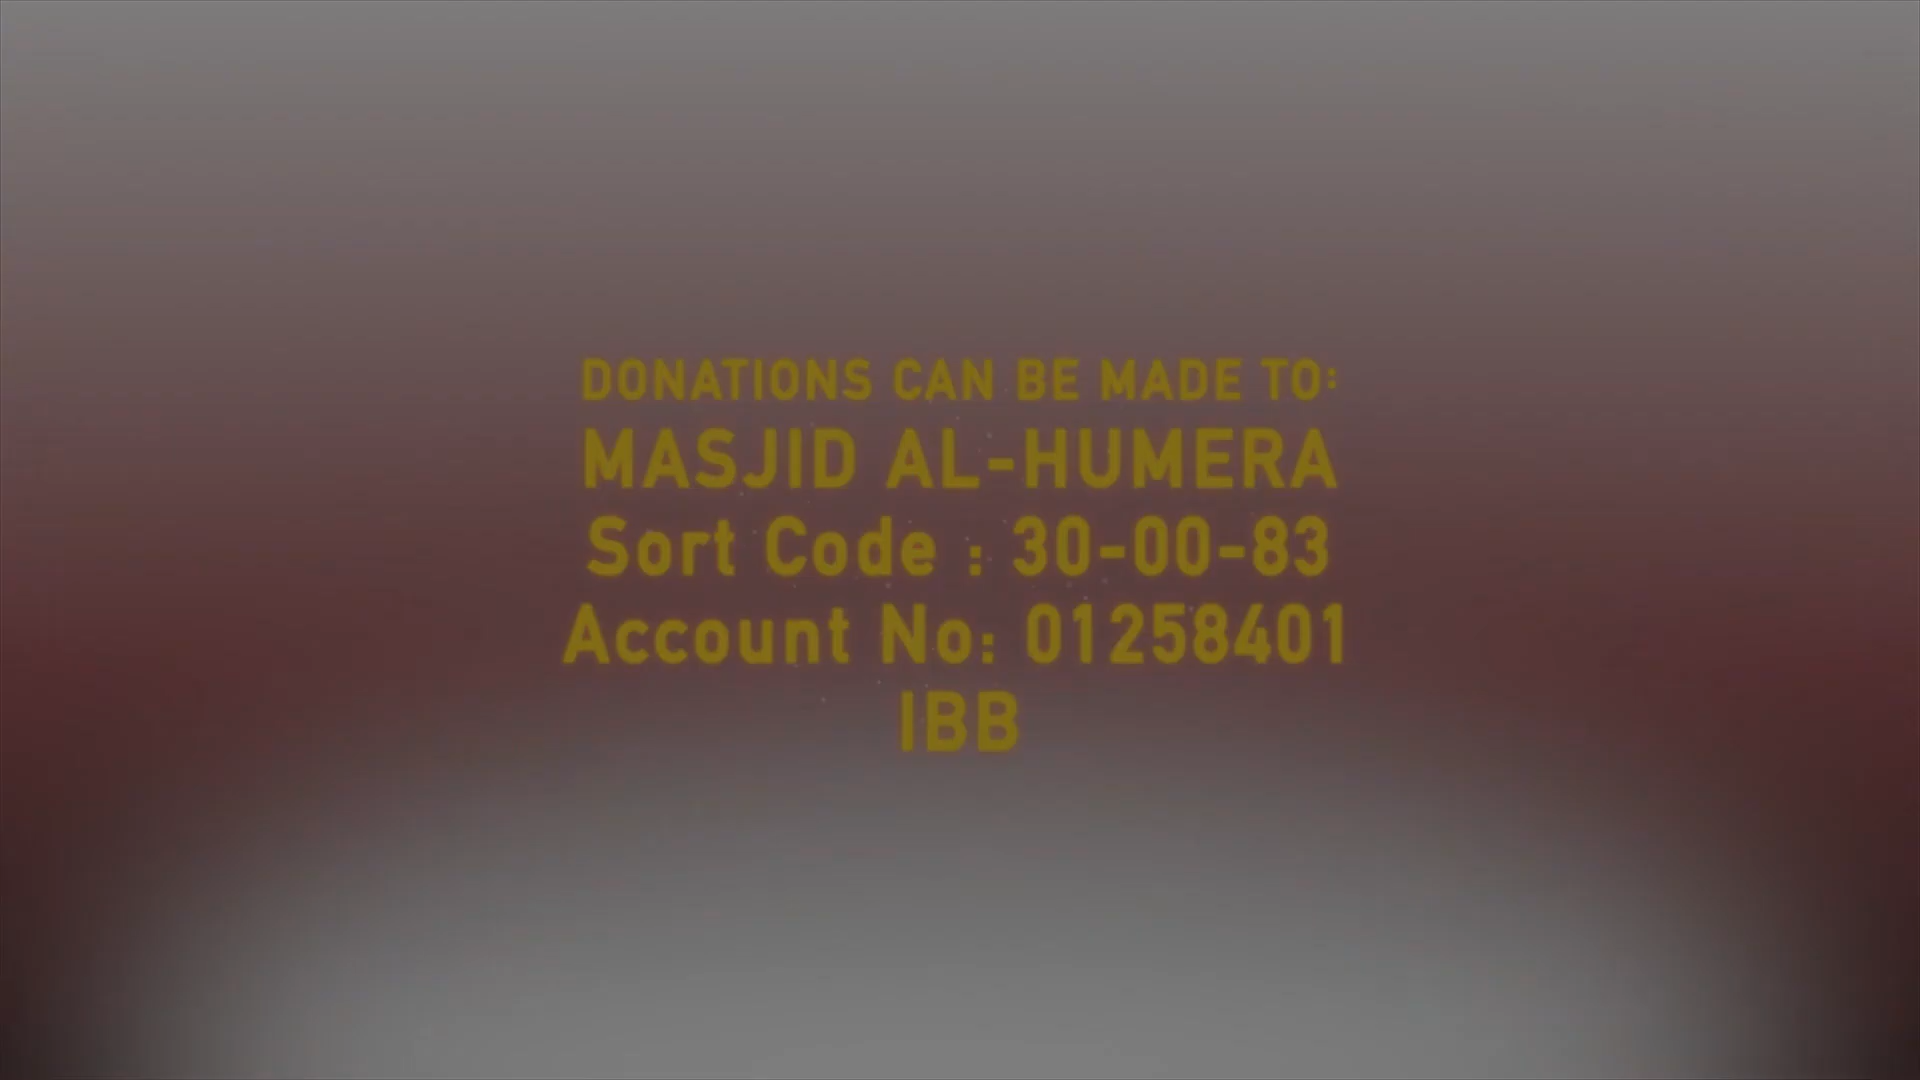 DONATIONS CAN BE MADE TO:
MASJID AL-HUMERA
Sort Code : 30-00-83
Account No: 01258401
IBB